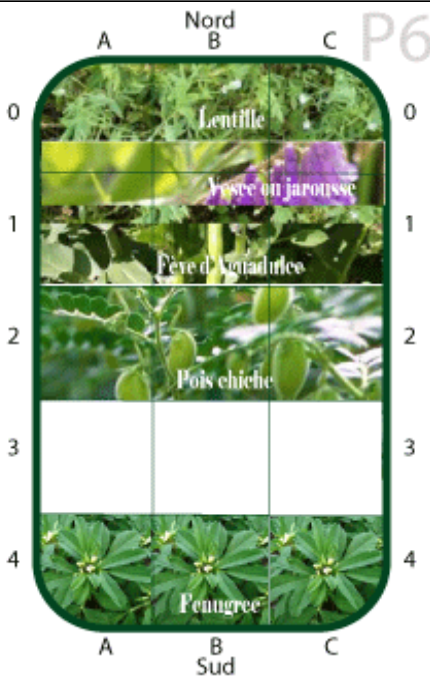 Nord
P6
A B C
0 0
Lentille
Vesce ou jarousse
1 1
Fève d'Aguadulce
2 2
Pois chiche
3 3
4 4
Fenugrec
A B C
Sud